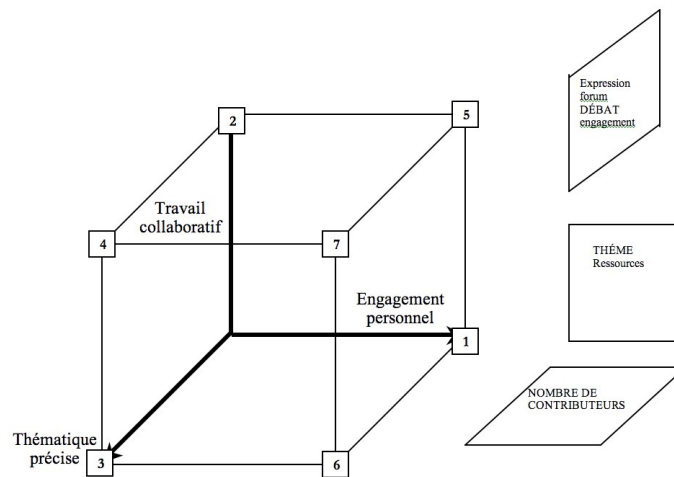 Expression
forum
DÉBAT
engagement
2
5
Travail
collaboratif
4
7
THÉME
Ressources
Engagement
personnel
1
NOMBRE DE
CONTRIBUTEURS
Thématique
précise
3
6